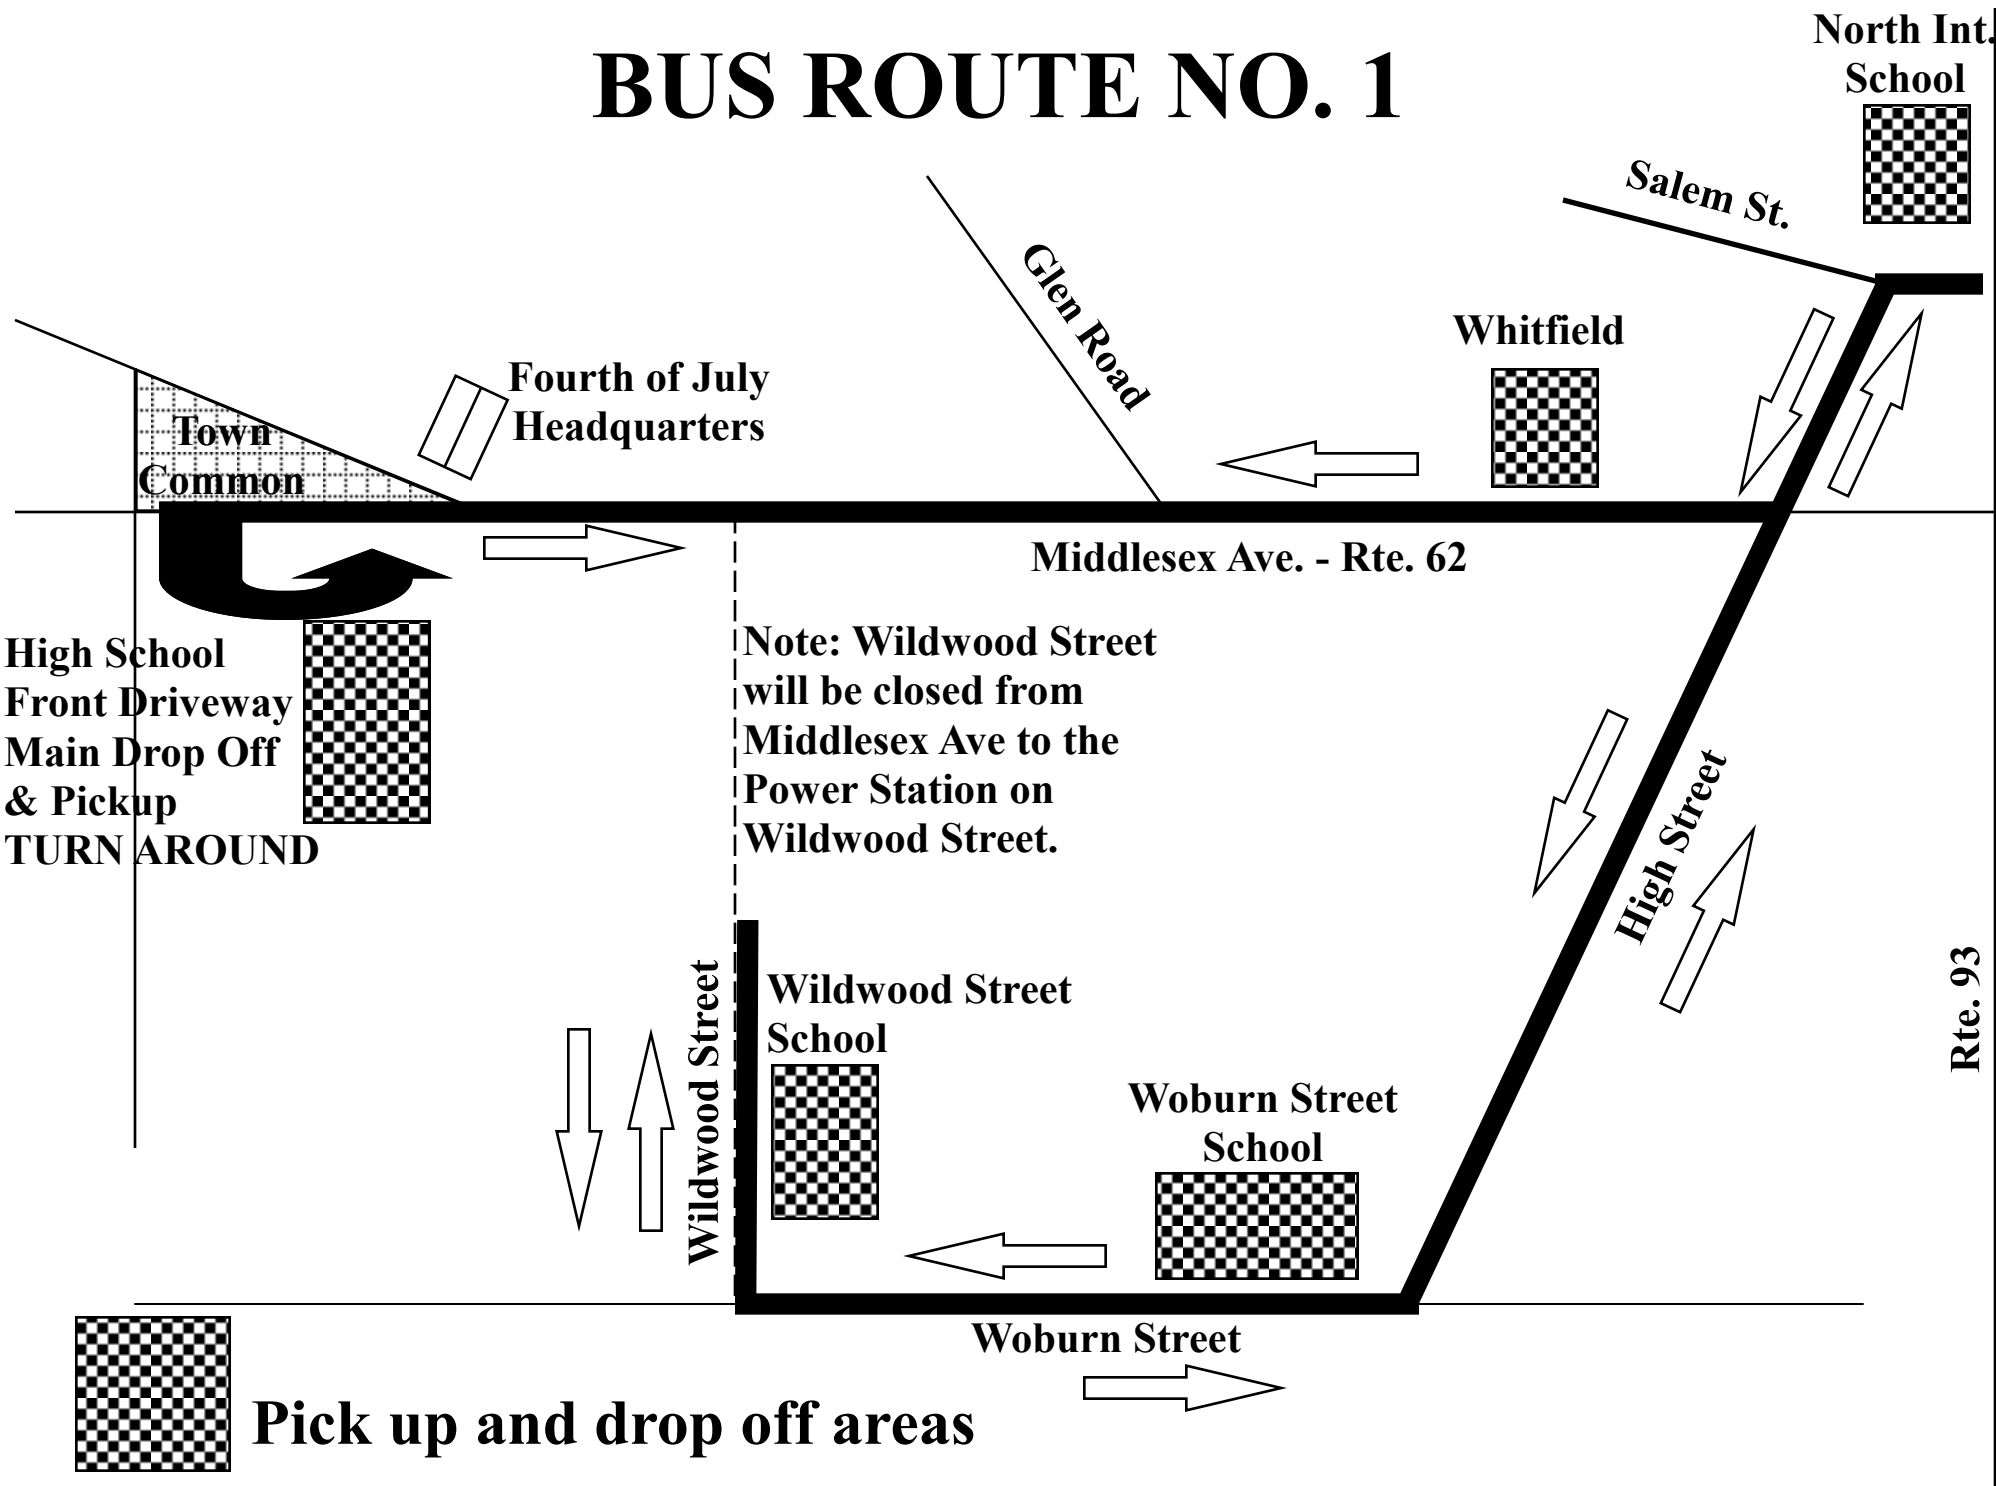 BUS ROUTE NO. 1
North Int.
School
Salem St.
Glen Road
Whitfield
Fourth of July
Headquarters
Town
Common
Middlesex Ave. - Rte. 62
High School
Front Driveway
Main Drop Off
& Pickup
TURN AROUND
Note: Wildwood Street
will be closed from
Middlesex Ave to the
Power Station on
Wildwood Street.
High Street
Rte. 93
Wildwood Street
Wildwood Street
School
Woburn Street
School
Woburn Street
Pick up and drop off areas